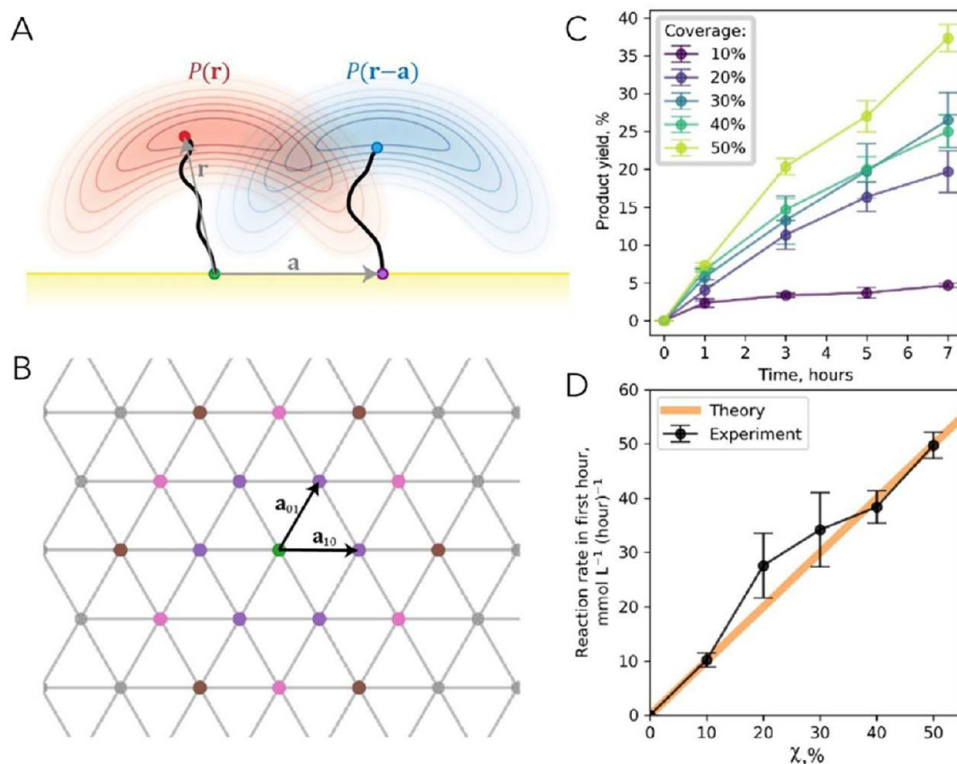 A
P(r)
P(r−a)
r
a
B
a₀₁
a₁₀
C
Product yield, %
40
35
30
25
20
15
10
5
0
Coverage:
10%
20%
30%
40%
50%
0 1 2 3 4 5 6 7
Time, hours
D
Reaction rate in first hour,
mmol L⁻¹ (hour)⁻¹
60
50
40
30
20
10
0
Theory
Experiment
0 10 20 30 40 50
χ,%